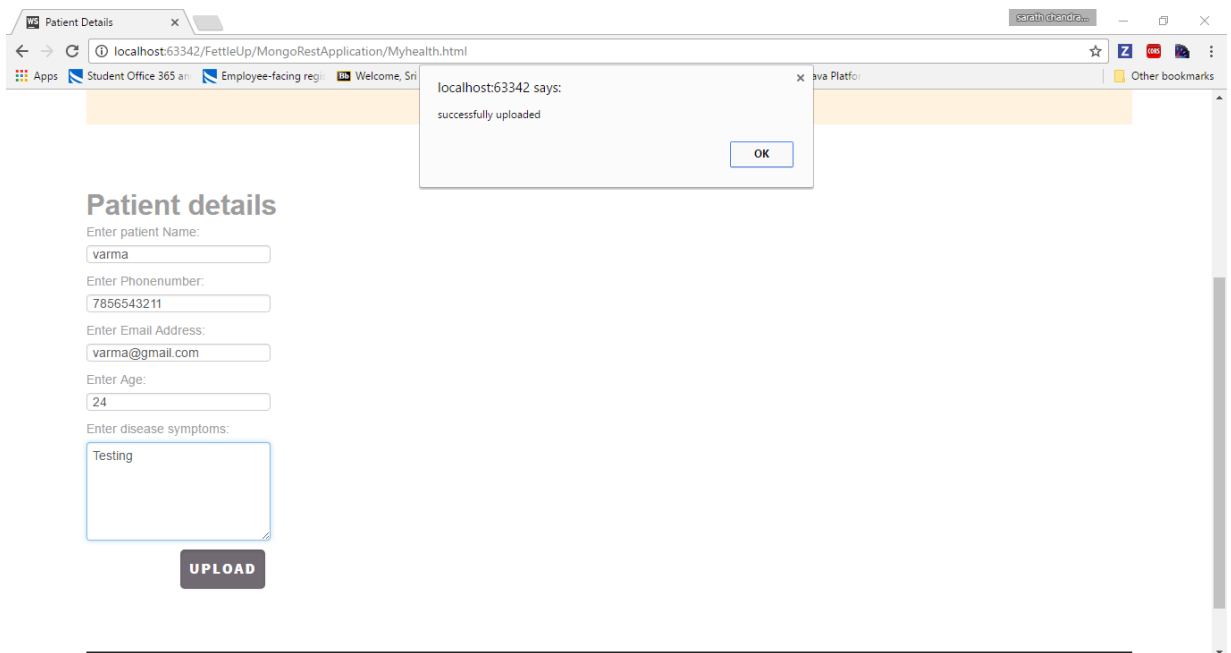 Patient Details
sarath chandra...
localhost:63342/FettleUp/MongoRestApplication/Myhealth.html
Z
CORS
Apps
Student Office 365 an
Employee-facing regi
Bb Welcome, Sri
ava Platfor
Other bookmarks
localhost:63342 says:
successfully uploaded
OK
Patient details
Enter patient Name:
varma
Enter Phonenumber:
7856543211
Enter Email Address:
varma@gmail.com
Enter Age:
24
Enter disease symptoms:
Testing
UPLOAD